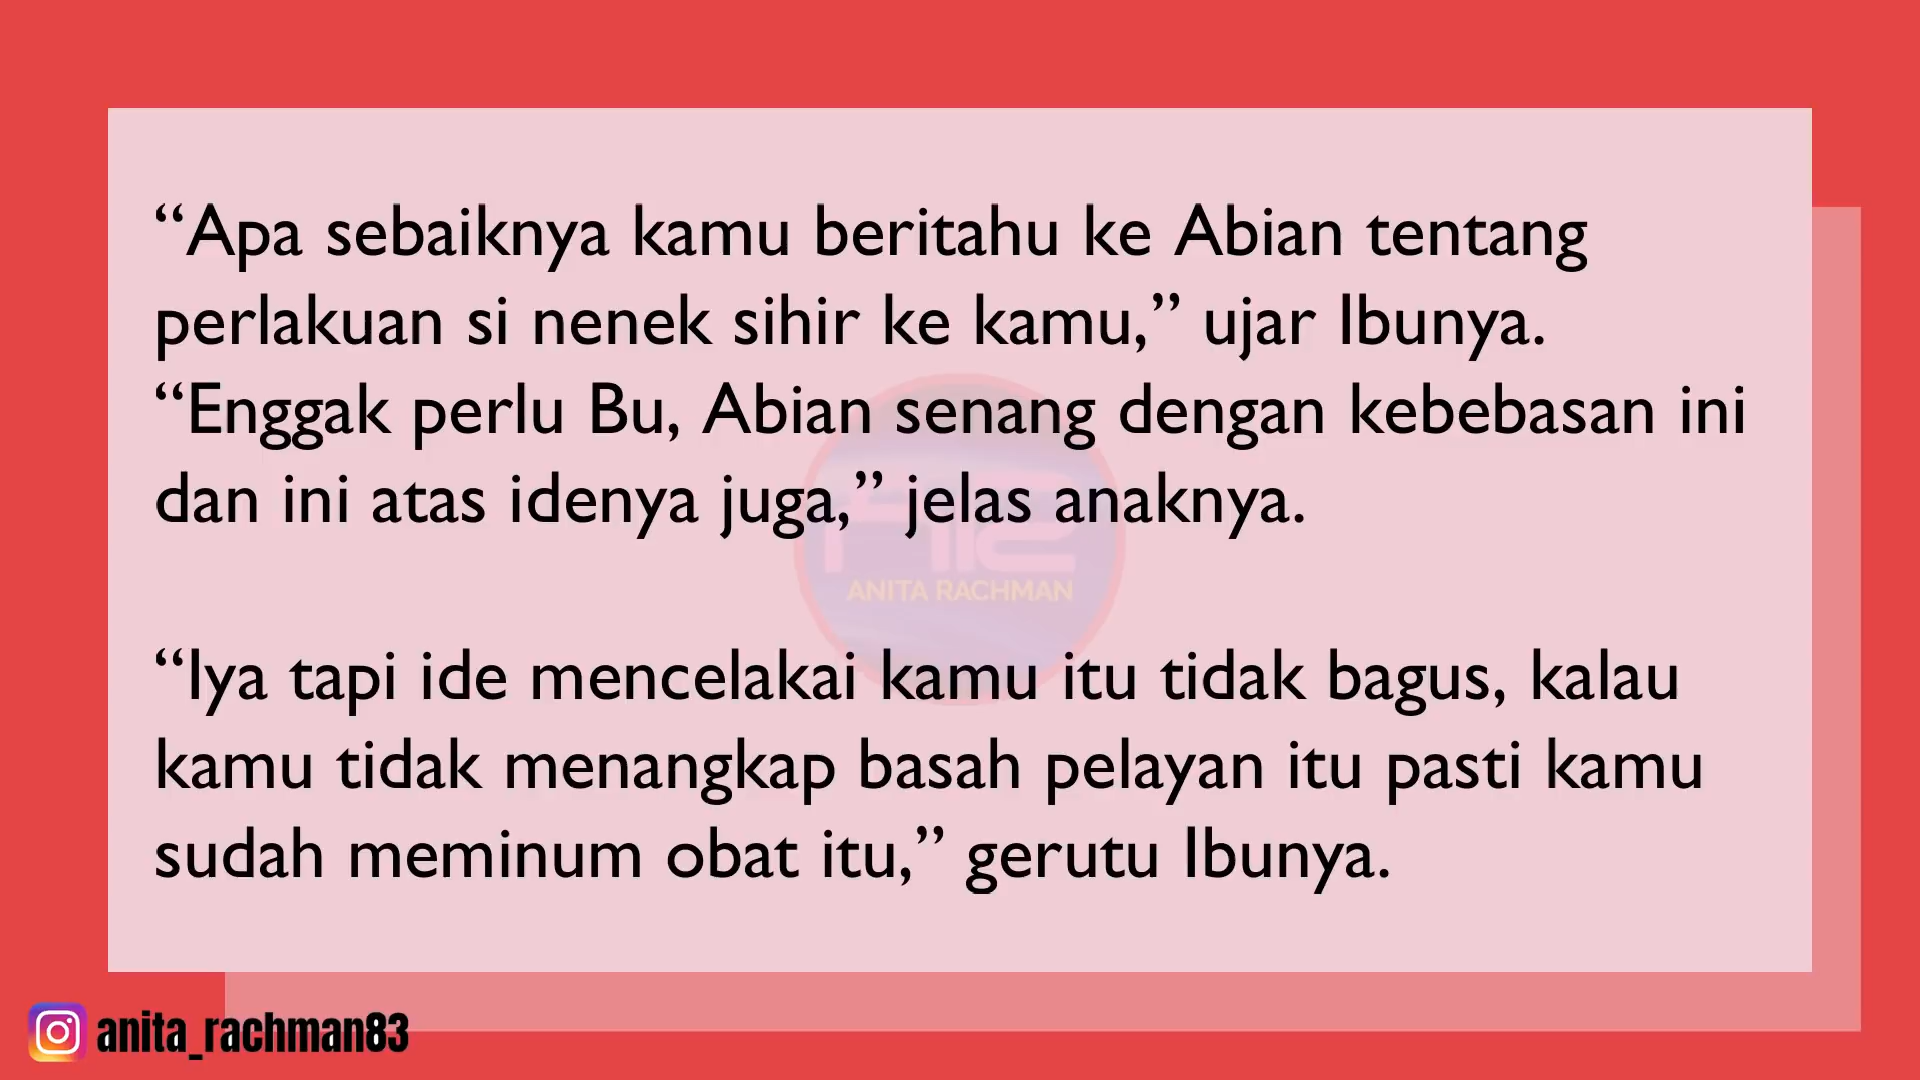 “Apa sebaiknya kamu beritahu ke Abian tentang
perlakuan si nenek sihir ke kamu,” ujar Ibunya.
“Enggak perlu Bu, Abian senang dengan kebebasan ini
dan ini atas idenya juga,” jelas anaknya.
ANITA RACHMAN
“Iya tapi ide mencelakai kamu itu tidak bagus, kalau
kamu tidak menangkap basah pelayan itu pasti kamu
sudah meminum obat itu,” gerutu Ibunya.
anita_rachman83